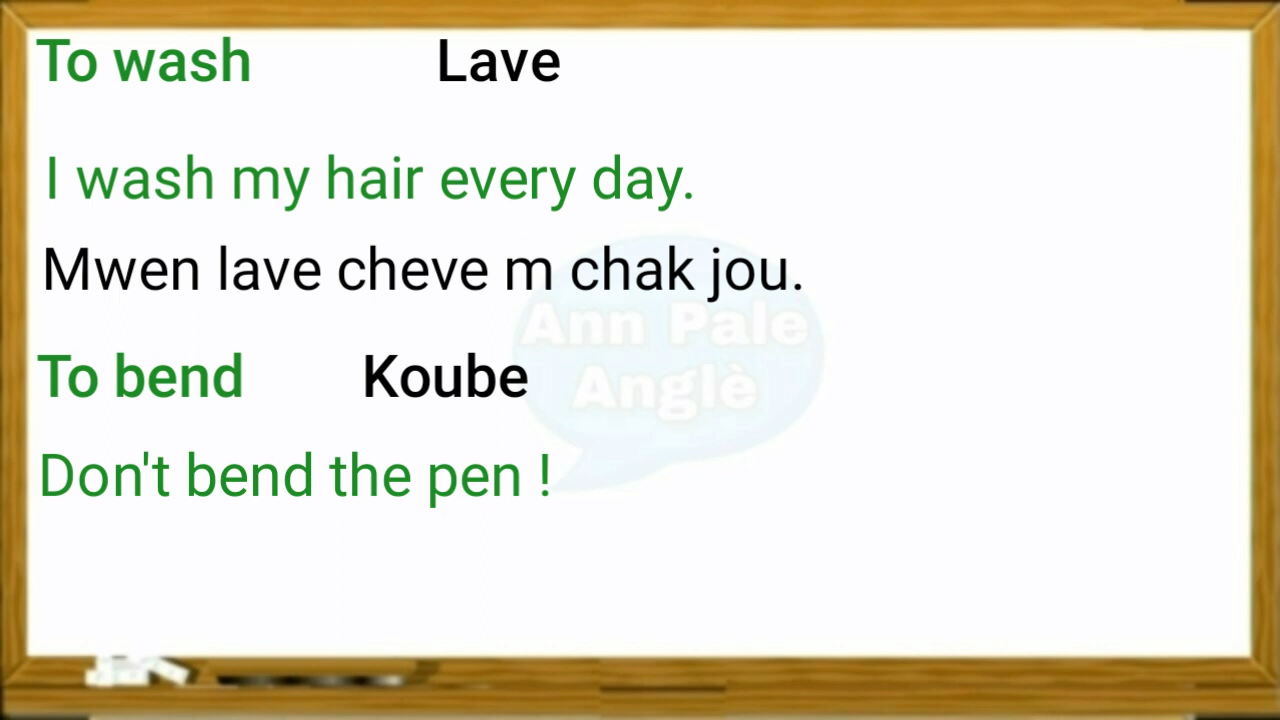 To wash Lave
I wash my hair every day.
Mwen lave cheve m chak jou.
Ann Pale
Anglè
To bend Koube
Don't bend the pen !